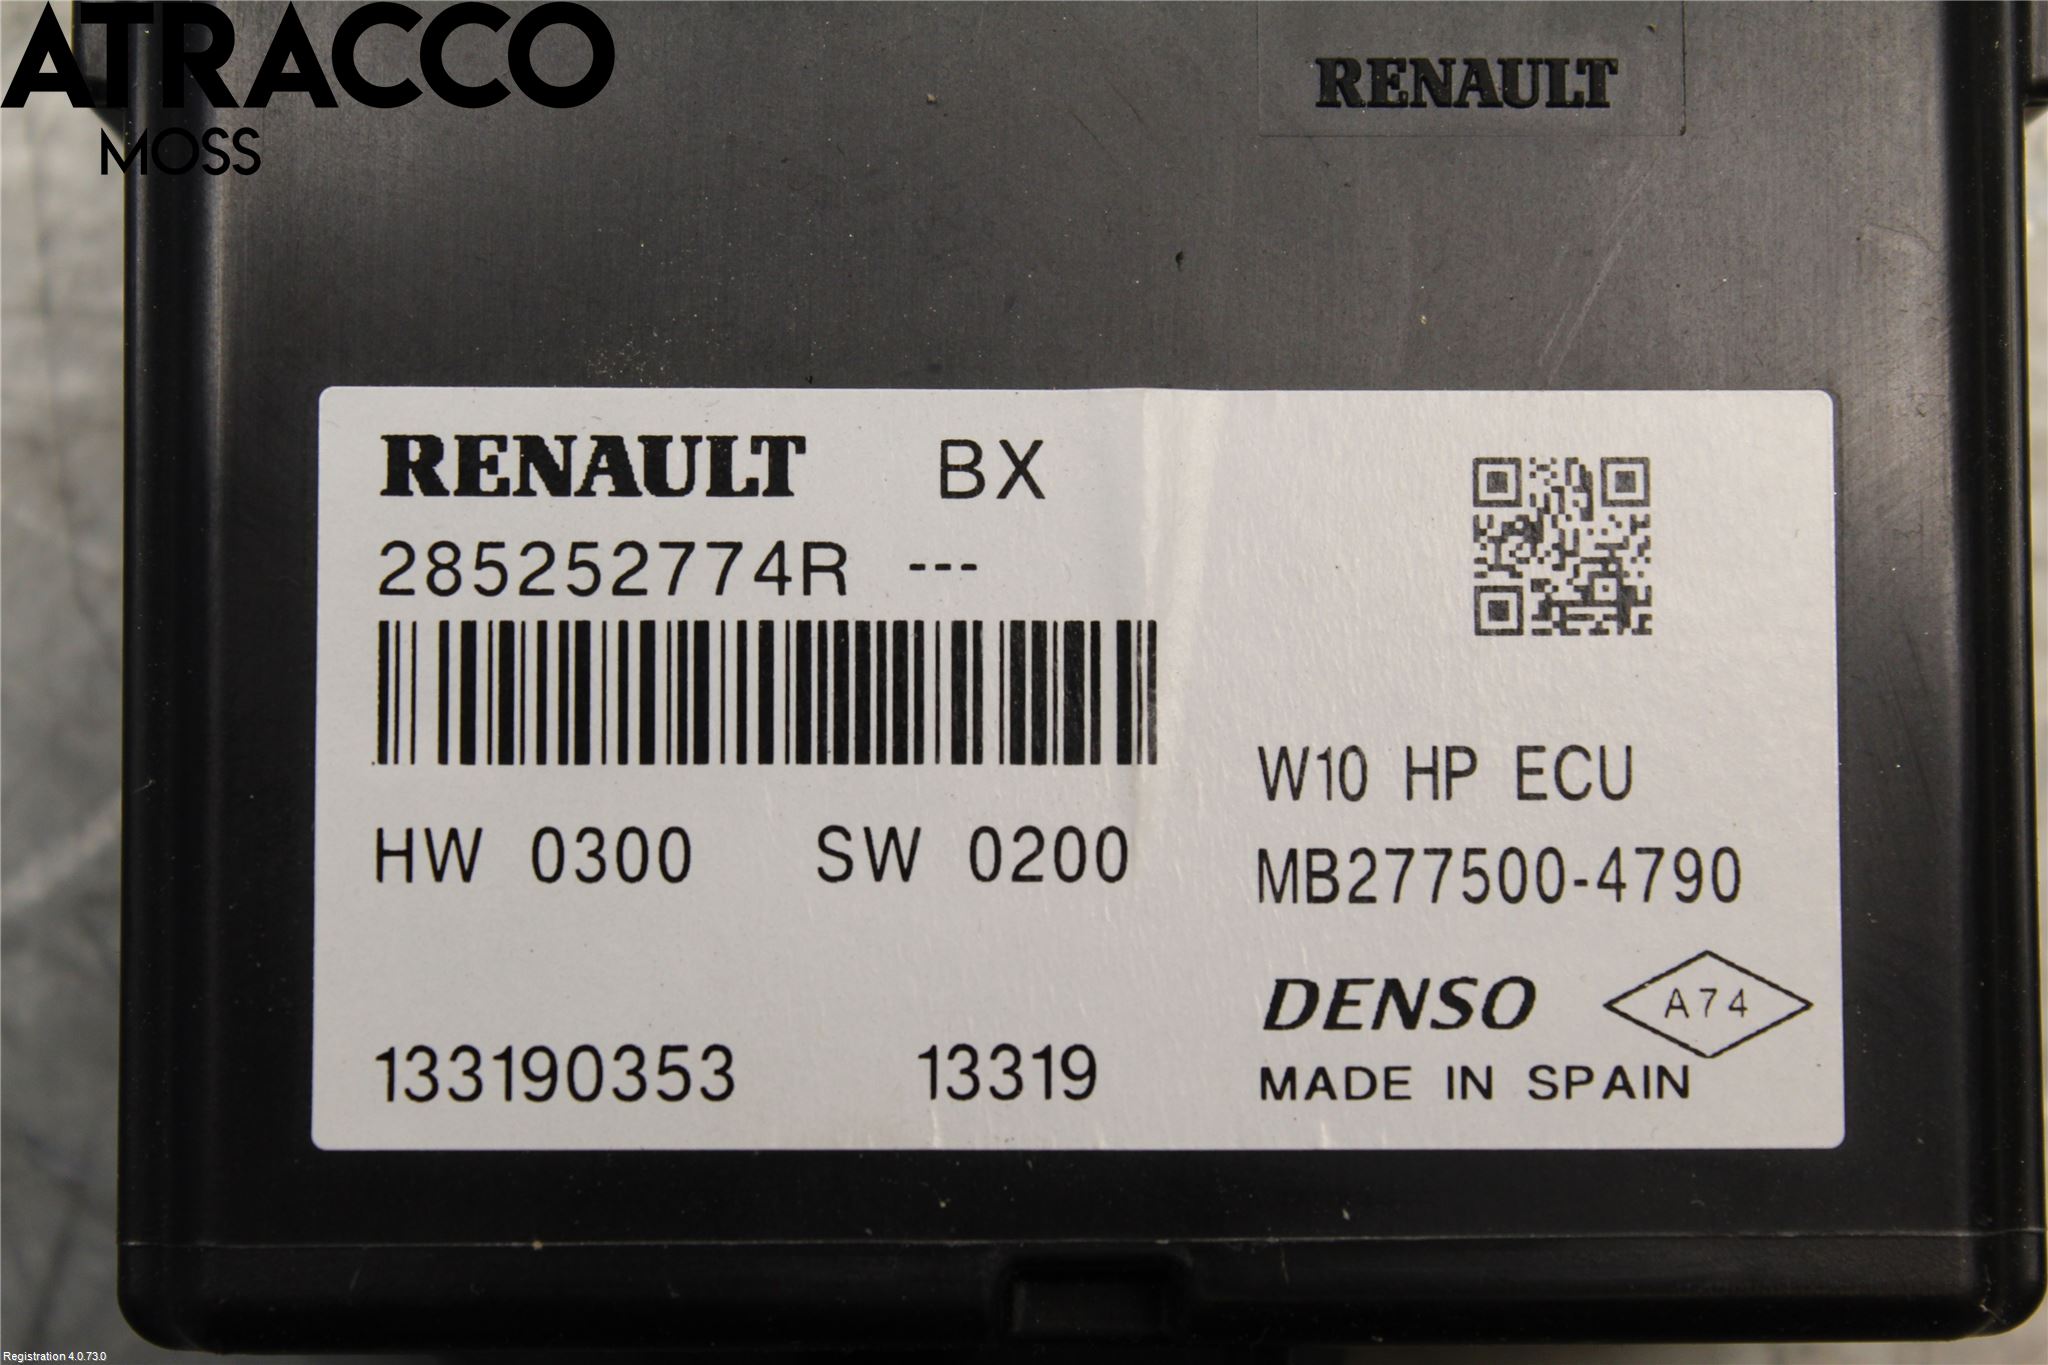 ATRACCO
MOSS
RENAULT
RENAULT BX
285252774R ---
HW 0300 SW 0200
W10 HP ECU
MB277500-4790
DENSO A74
133190353 13319
MADE IN SPAIN
Registration 4.0.73.0